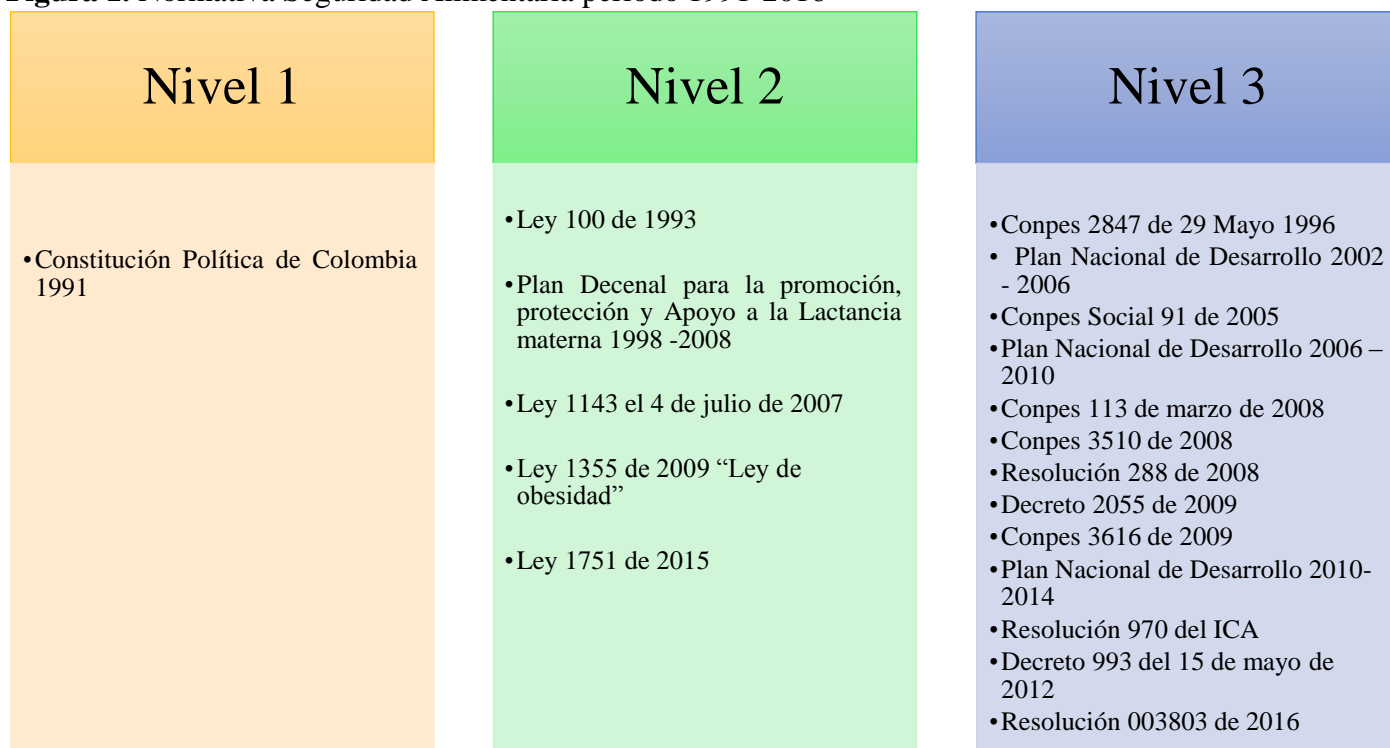 Nivel 1
•Constitución Política de Colombia
1991
Nivel 2
•Ley 100 de 1993
•Plan Decenal para la promoción,
protección y Apoyo a la Lactancia
materna 1998 -2008
•Ley 1143 el 4 de julio de 2007
•Ley 1355 de 2009 “Ley de
obesidad”
•Ley 1751 de 2015
Nivel 3
•Conpes 2847 de 29 Mayo 1996
• Plan Nacional de Desarrollo 2002
- 2006
•Conpes Social 91 de 2005
•Plan Nacional de Desarrollo 2006 –
2010
•Conpes 113 de marzo de 2008
•Conpes 3510 de 2008
•Resolución 288 de 2008
•Decreto 2055 de 2009
•Conpes 3616 de 2009
•Plan Nacional de Desarrollo 2010-
2014
•Resolución 970 del ICA
•Decreto 993 del 15 de mayo de
2012
•Resolución 003803 de 2016